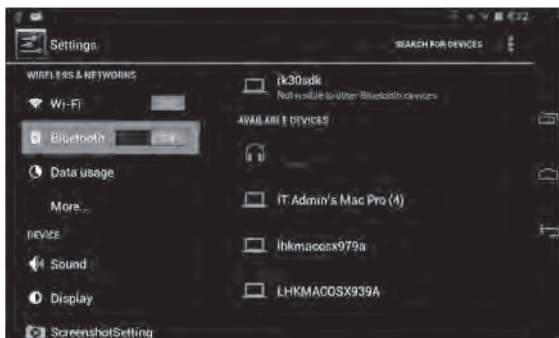 Settings
SEARCH FOR DEVICES
WIRELESS & NETWORKS
Wi-Fi
Bluetooth
Data usage
More...
DEVICE
Sound
Display
ScreenshotSetting
rk30sdk
Not visible to other Bluetooth devices
AVAILABLE DEVICES
IT Admin's Mac Pro (4)
lhkmacosx979a
LHKMACOSX939A